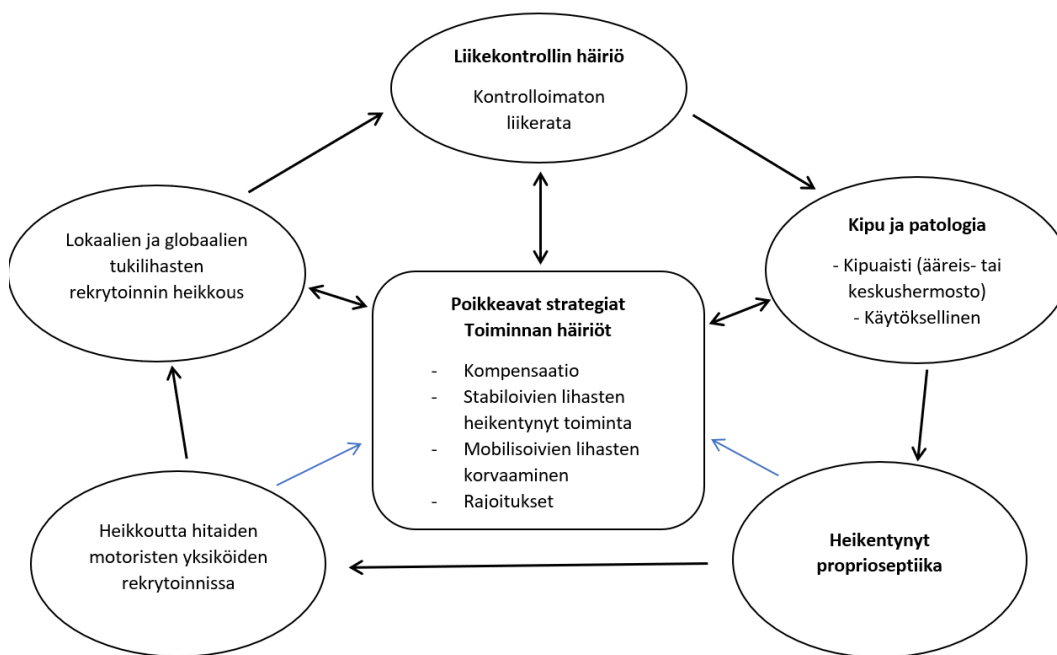 Liikekontrollin häiriö
Kontrolloimaton
liikerata
Lokaalien ja globaalien
tukilihasten
rekrytoinnin heikkous
Kipu ja patologia
- Kipuaisti (ääreis- tai
keskushermosto)
- Käytöksellinen
Poikkeavat strategiat
Toiminnan häiriöt
- Kompensaatio
- Stabiloivien lihasten
heikentynyt toiminta
- Mobilisoivien lihasten
korvaaminen
- Rajoitukset
Heikkoutta hitaiden
motoristen yksiköiden
rekrytoinnissa
Heikentynyt
proprioseptiika